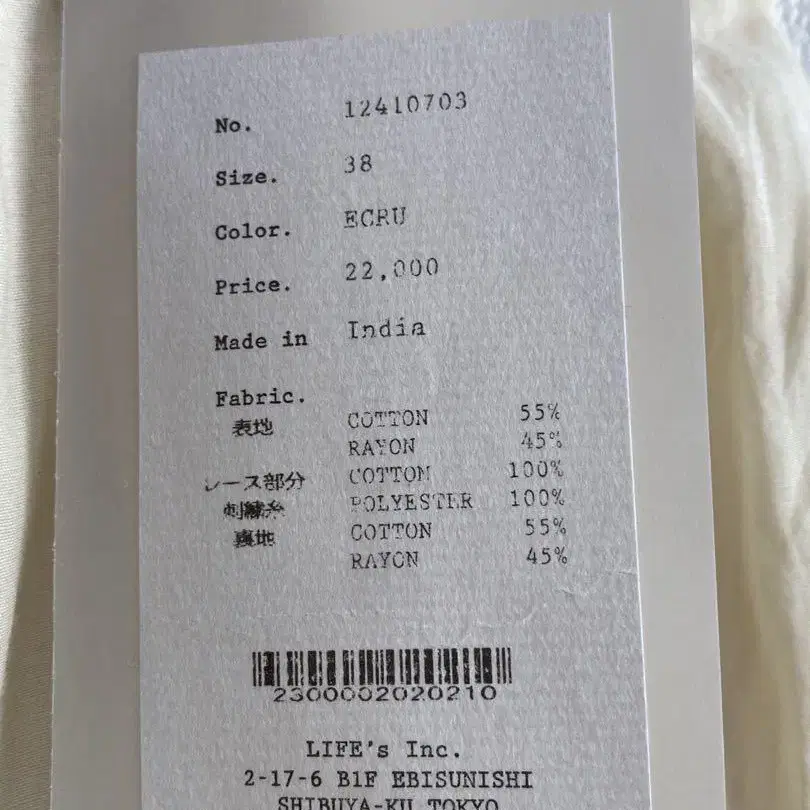 No. 12410703
Size. 38
Color. ECRU
Price. 22,000
Made in India
Fabric.
表地 COTTON 55%
RAYON 45%
レース部分 COTTON 100%
刺繍糸 POLYESTER 100%
裏地 COTTON 55%
RAYON 45%
2300002020210
LIFE's Inc.
2-17-6 B1F EBISUNISHI
SHIBUYA-KU TOKYO